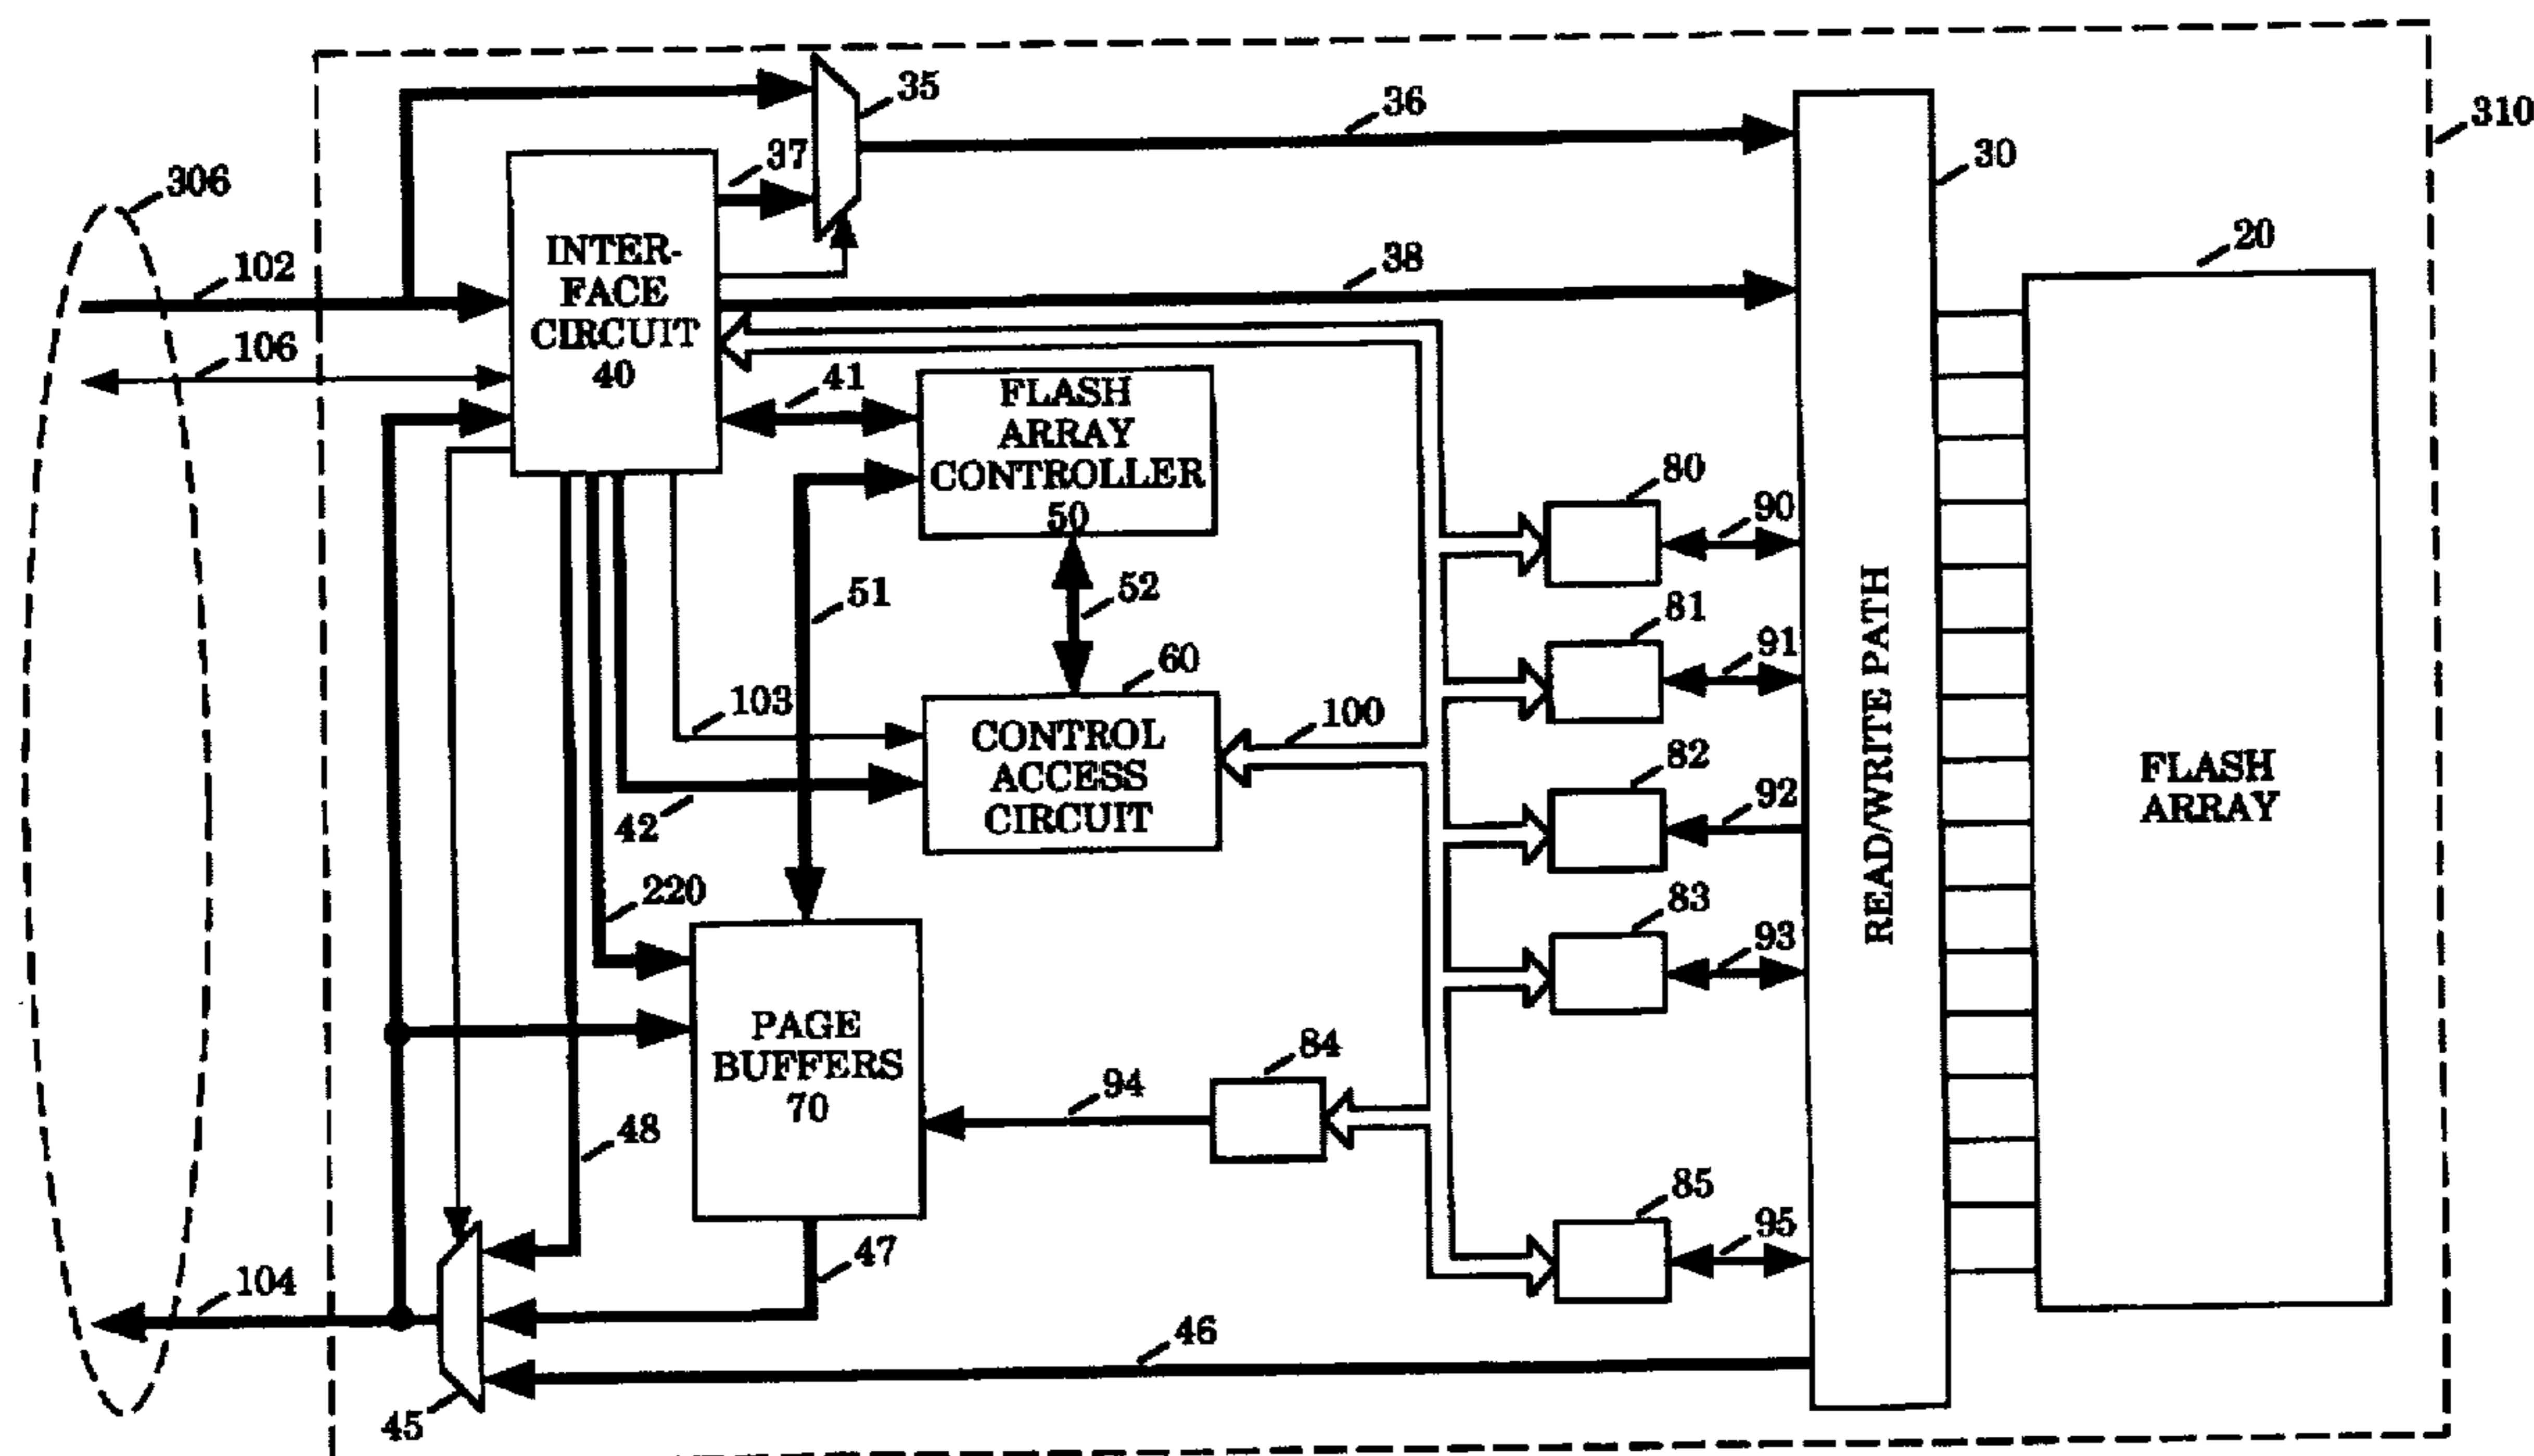 310
35
36
37
30
306
INTER-
FACE
CIRCUIT
40
20
102
38
106
41
FLASH
ARRAY
CONTROLLER
50
80
90
51
52
81
91
60
103
100
CONTROL
ACCESS
CIRCUIT
82
92
42
READ/WRITE PATH
FLASH
ARRAY
220
83
93
PAGE
BUFFERS
70
84
94
48
85
95
47
104
46
45